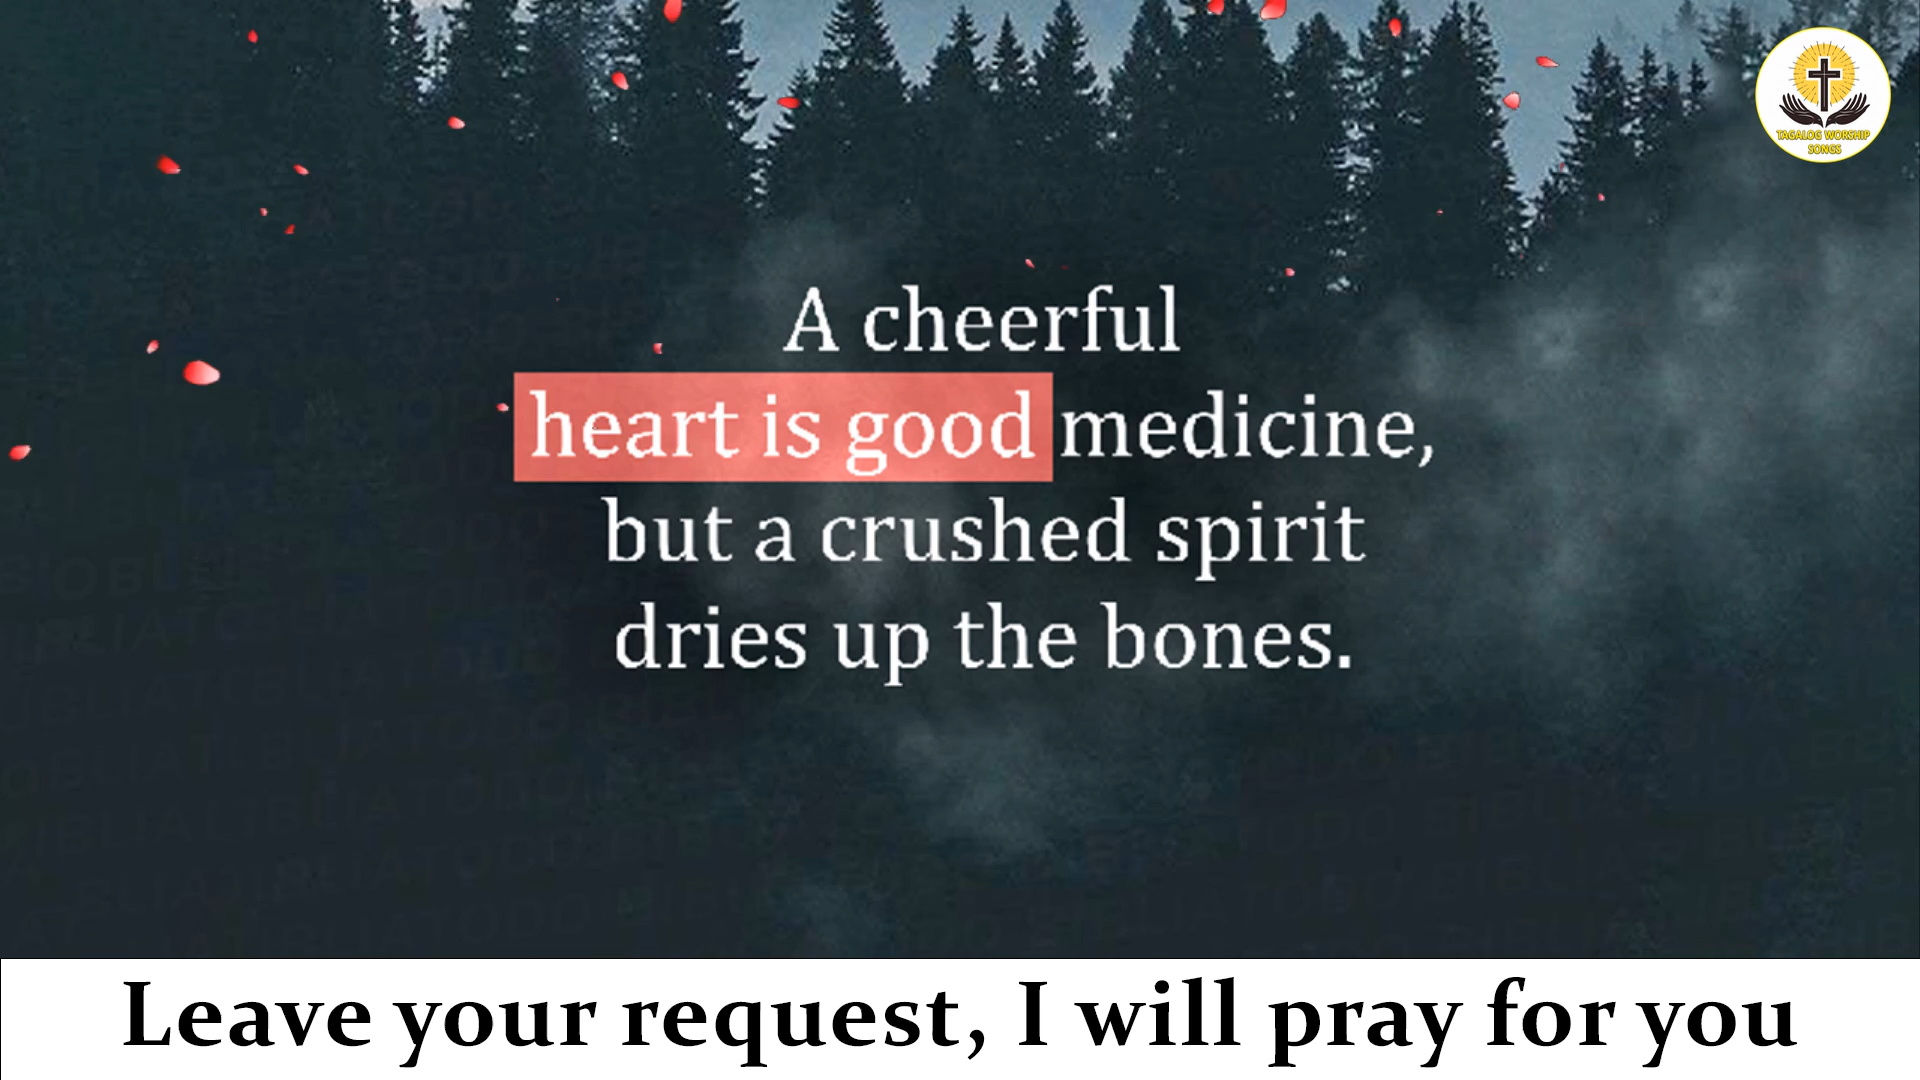 TAGALOG WORSHIP
SONGS
A cheerful
heart is good medicine,
but a crushed spirit
dries up the bones.
Leave your request, I will pray for you